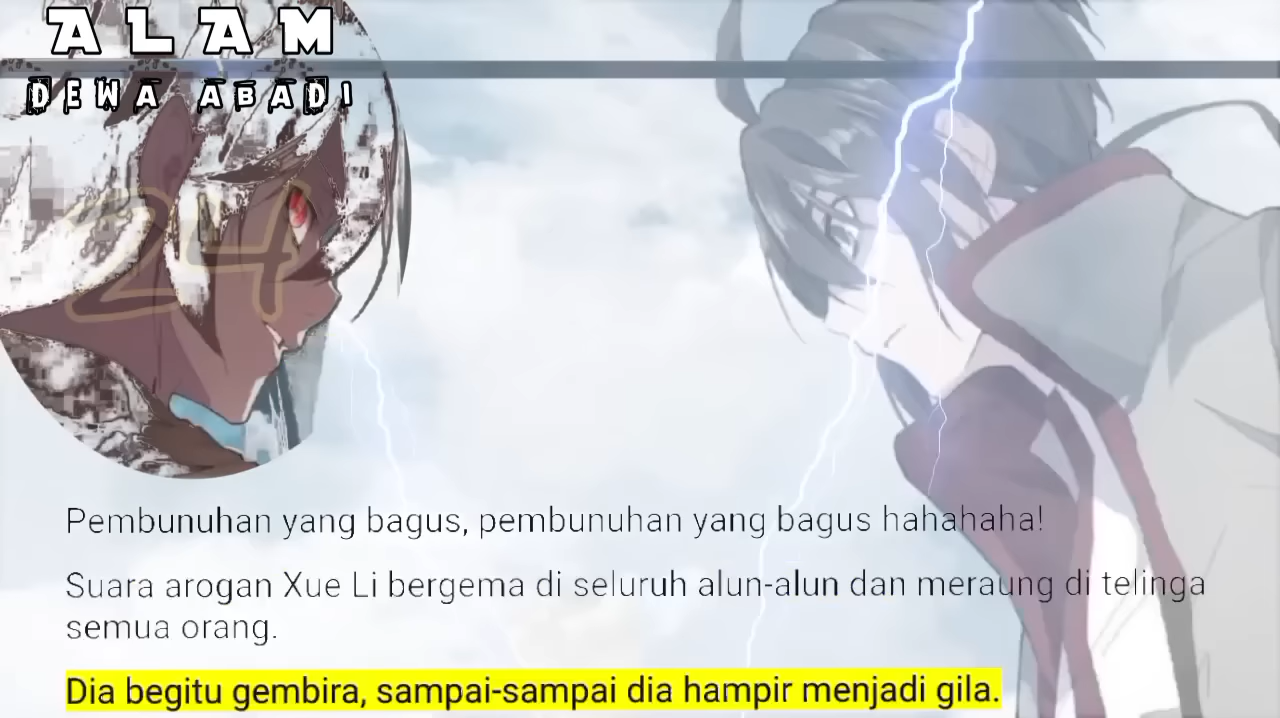 ALAM
DEWA ABADI
24
Pembunuhan yang bagus, pembunuhan yang bagus hahahaha!
Suara arogan Xue Li bergema di seluruh alun-alun dan meraung di telinga
semua orang.
Dia begitu gembira, sampai-sampai dia hampir menjadi gila.